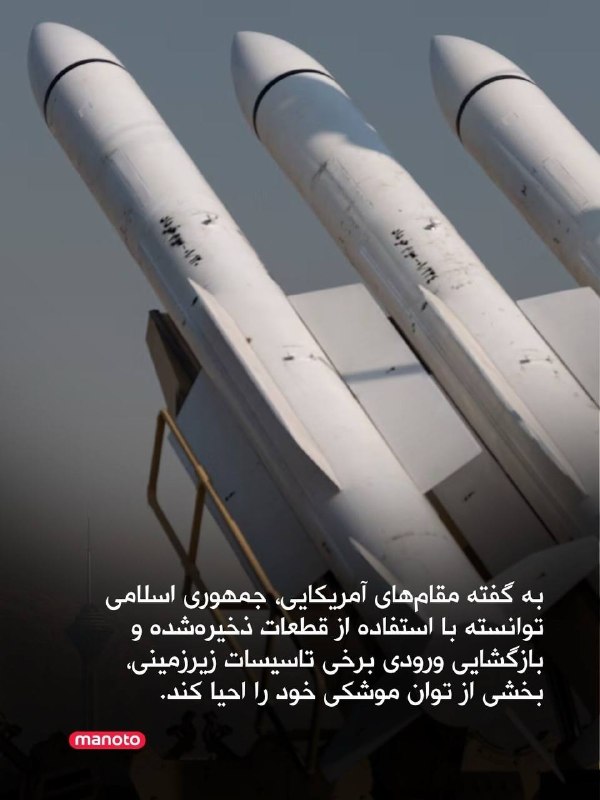 به گفته مقام‌های آمریکایی، جمهوری اسلامی
توانسته با استفاده از قطعات ذخیره‌شده و
بازگشایی ورودی برخی تاسیسات زیرزمینی،
بخشی از توان موشکی خود را احیا کند.
manoto